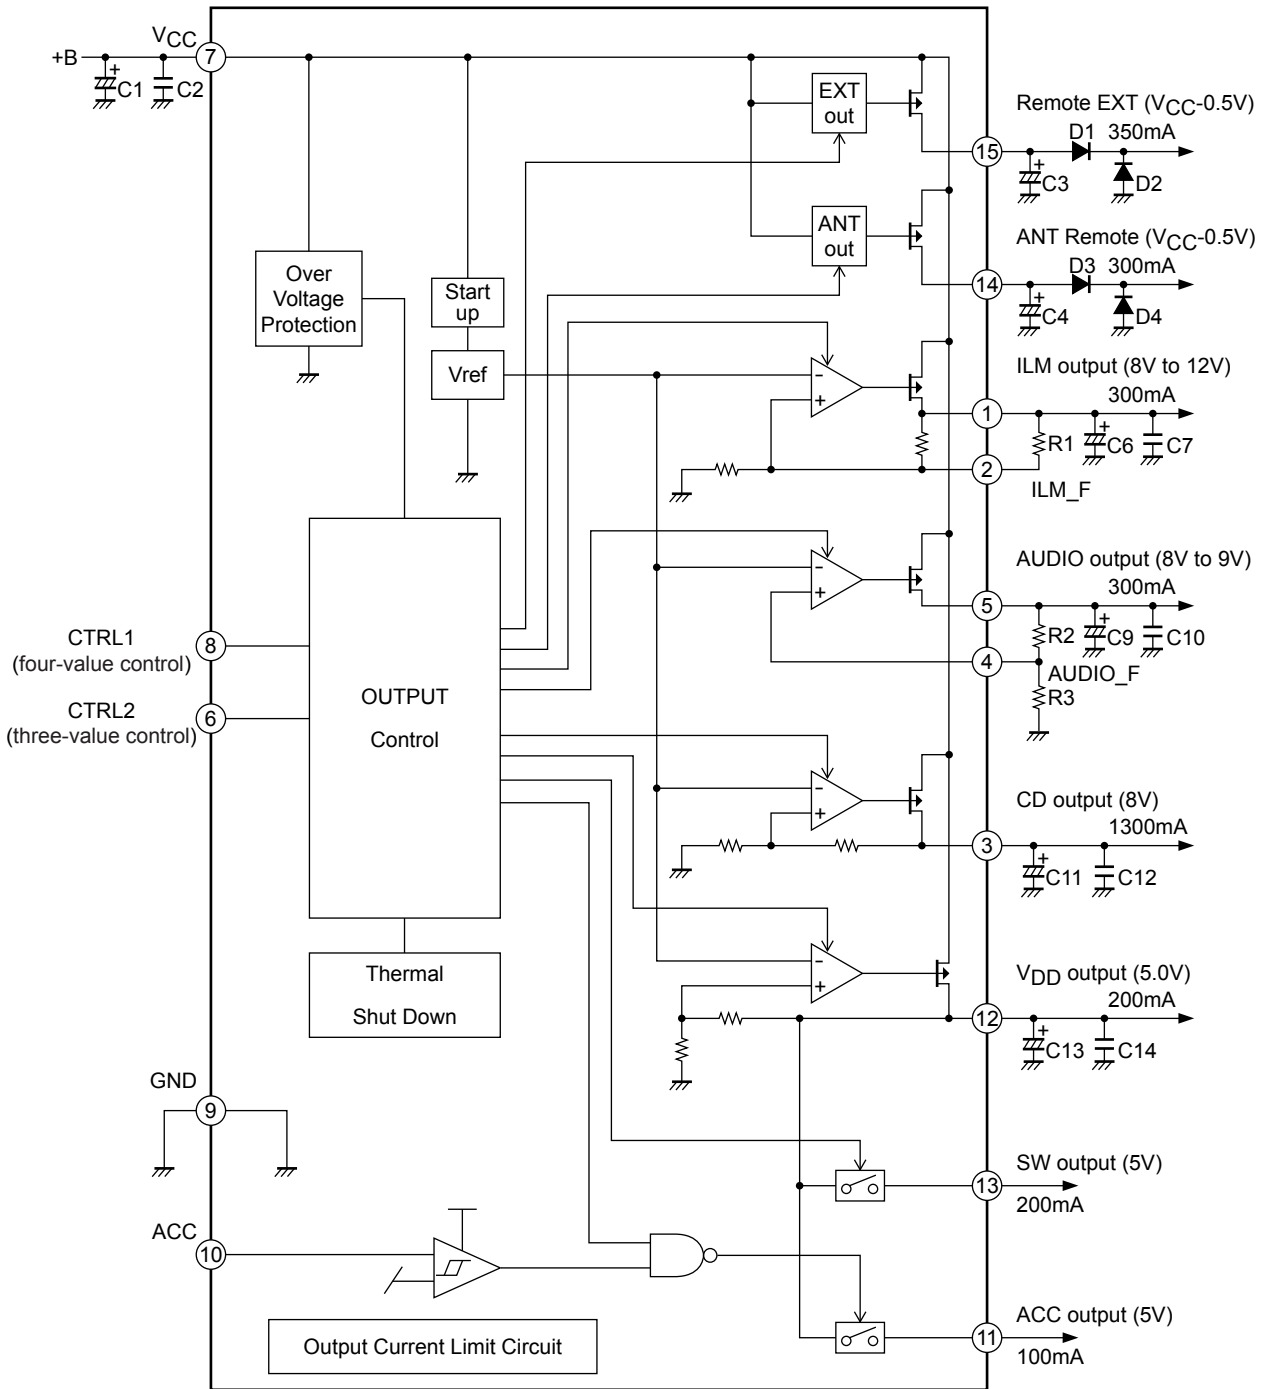 VCC
+B
7
+
C1
C2
EXT
out
Remote EXT (VCC-0.5V)
D1
350mA
15
+
C3
D2
ANT
out
ANT Remote (VCC-0.5V)
D3
300mA
14
+
C4
D4
Over
Voltage
Protection
Start
up
Vref
ILM output (8V to 12V)
300mA
-
+
1
R1
+
C6
C7
2
ILM_F
AUDIO output (8V to 9V)
300mA
-
+
5
R2
+
C9
C10
4
AUDIO_F
R3
CTRL1
(four-value control)
8
CTRL2
(three-value control)
6
OUTPUT
Control
CD output (8V)
1300mA
-
+
3
+
C11
C12
Thermal
Shut Down
VDD output (5.0V)
200mA
-
+
12
+
C13
C14
GND
9
SW output (5V)
13
200mA
ACC
10
ACC output (5V)
11
100mA
Output Current Limit Circuit